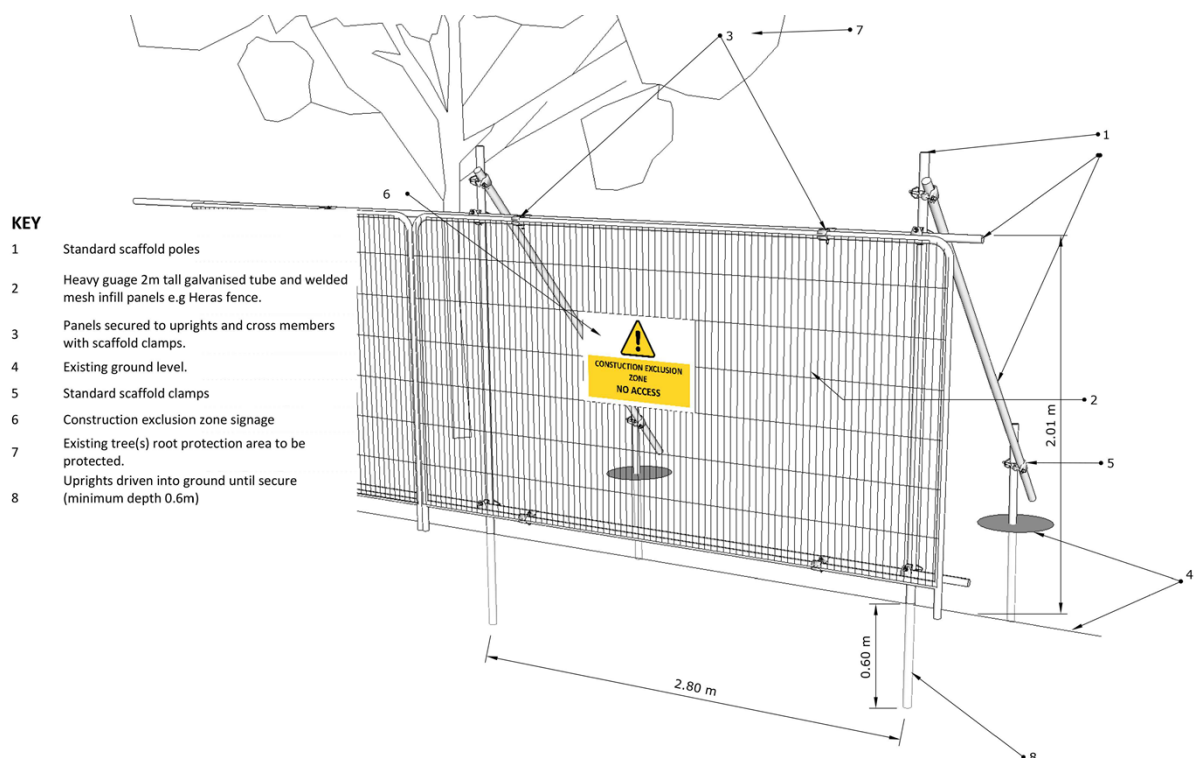 KEY
1 Standard scaffold poles
2 Heavy guage 2m tall galvanised tube and welded
mesh infill panels e.g Heras fence.
3 Panels secured to uprights and cross members
with scaffold clamps.
4 Existing ground level.
5 Standard scaffold clamps
6 Construction exclusion zone signage
7 Existing tree(s) root protection area to be
protected.
8 Uprights driven into ground until secure
(minimum depth 0.6m)
3
7
1
6
CONSTUCTION EXCLUSION
ZONE
NO ACCESS
2
2.01 m
5
4
0.60 m
2.80 m
8